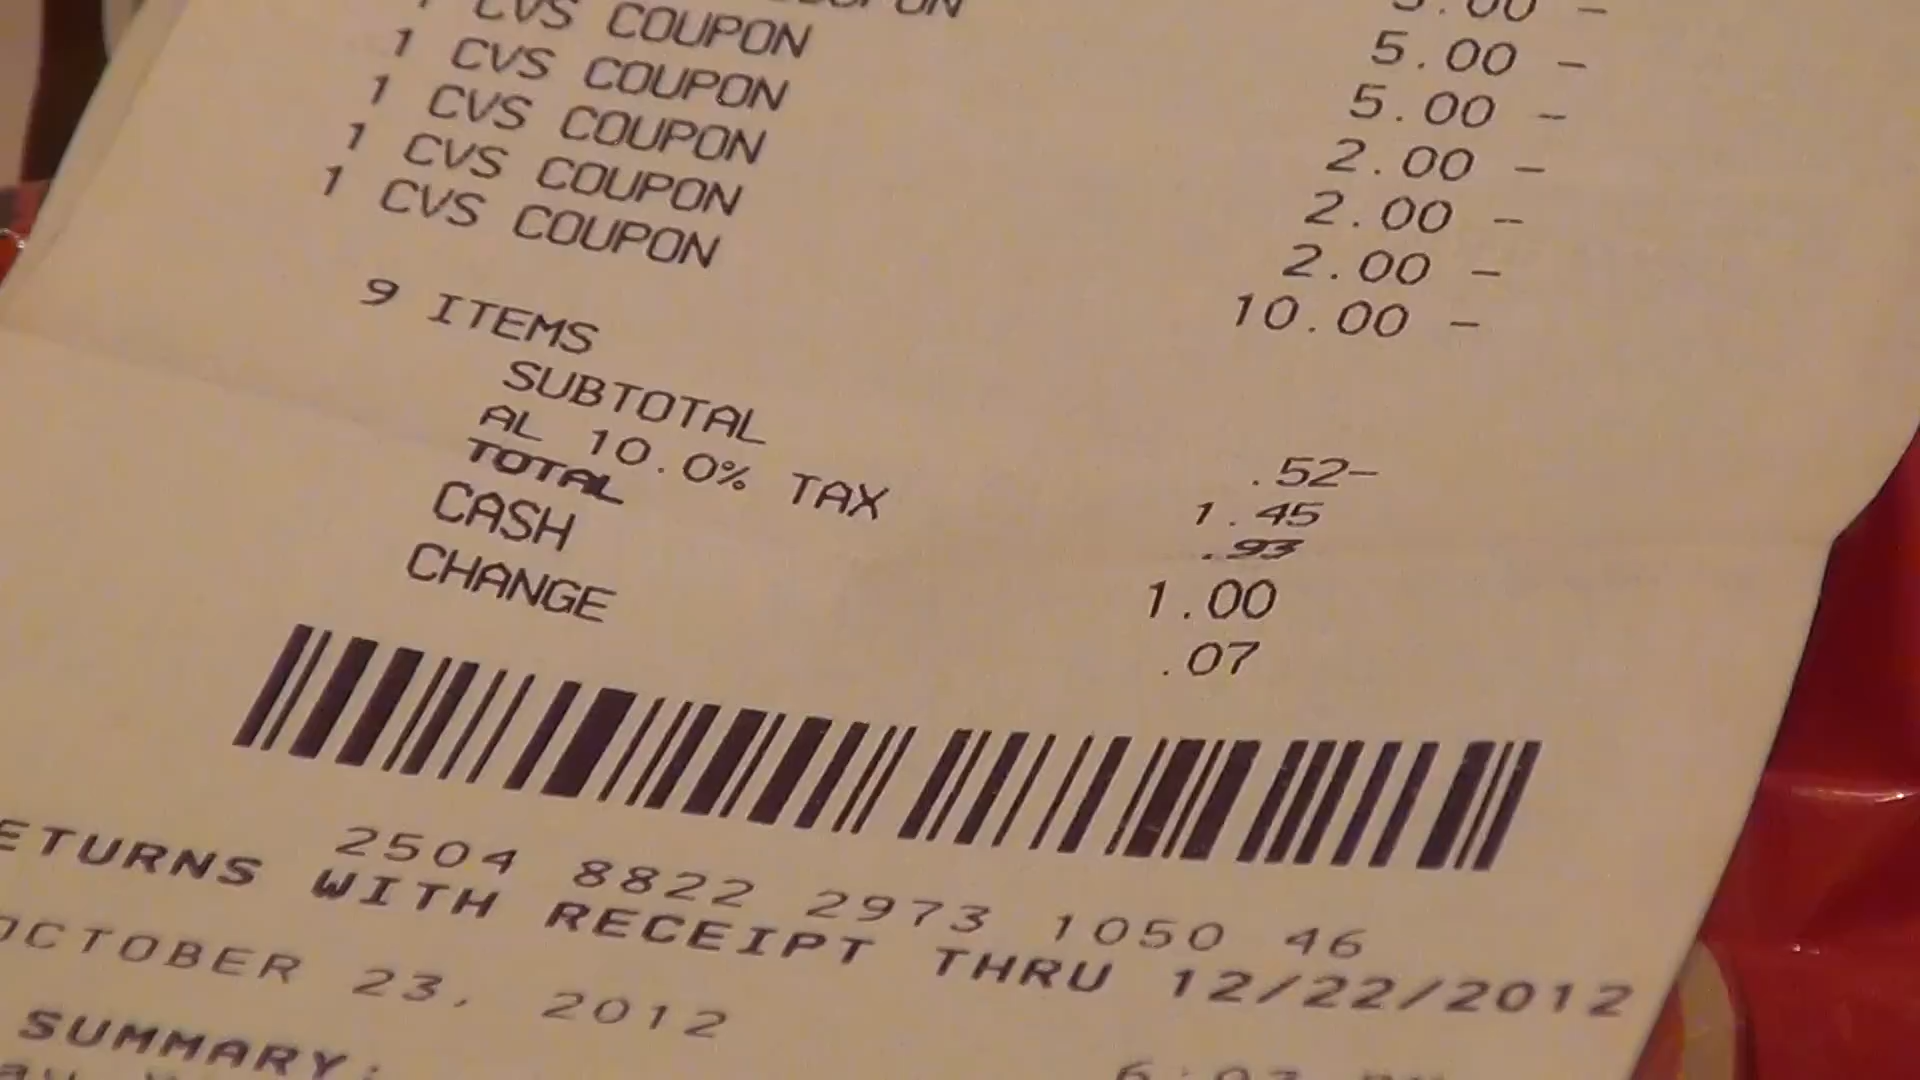 COUPON
1 CVS COUPON 5.00 -
1 CVS COUPON 5.00 -
1 CVS COUPON 2.00 -
1 CVS COUPON 2.00 -
1 CVS COUPON 2.00 -
10.00 -
9 ITEMS
SUBTOTAL .52-
AL 10.0% TAX 1.45
TOTAL .93
CASH 1.00
CHANGE .07
2504 8822 2973 1050 46
ETURNS WITH RECEIPT THRU 12/22/2012
OCTOBER 23, 2012
SUMMARY: